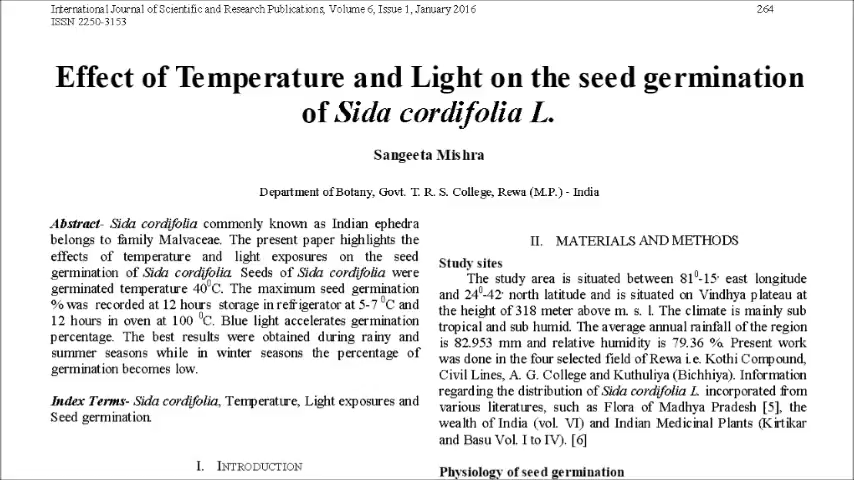 International Journal of Scientific and Research Publications, Volume 6, Issue 1, January 2016 264
ISSN 2250-3153
Effect of Temperature and Light on the seed germination
of Sida cordifolia L.
Sangeeta Mishra
Department of Botany, Govt. T. R. S. College, Rewa (M.P.) - India
Abstract- Sida cordifolia commonly known as Indian ephedra
belongs to family Malvaceae. The present paper highlights the
effects of temperature and light exposures on the seed
germination of Sida cordifolia. Seeds of Sida cordifolia were
germinated temperature 40⁰C. The maximum seed germination
% was recorded at 12 hours storage in refrigerator at 5-7 ⁰C and
12 hours in oven at 100 ⁰C. Blue light accelerates germination
percentage. The best results were obtained during rainy and
summer seasons while in winter seasons the percentage of
germination becomes low.
Index Terms- Sida cordifolia, Temperature, Light exposures and
Seed germination.
I. INTRODUCTION
II. MATERIALS AND METHODS
Study sites
The study area is situated between 81⁰-15' east longitude
and 24⁰-42' north latitude and is situated on Vindhya plateau at
the height of 318 meter above m. s. l. The climate is mainly sub
tropical and sub humid. The average annual rainfall of the region
is 82.953 mm and relative humidity is 79.36 %. Present work
was done in the four selected field of Rewa i.e. Kothi Compound,
Civil Lines, A. G. College and Kuthuliya (Bichhiya). Information
regarding the distribution of Sida cordifolia L. incorporated from
various literatures, such as Flora of Madhya Pradesh [5], the
wealth of India (vol. VI) and Indian Medicinal Plants (Kirtikar
and Basu Vol. I to IV). [6]
Physiology of seed germination